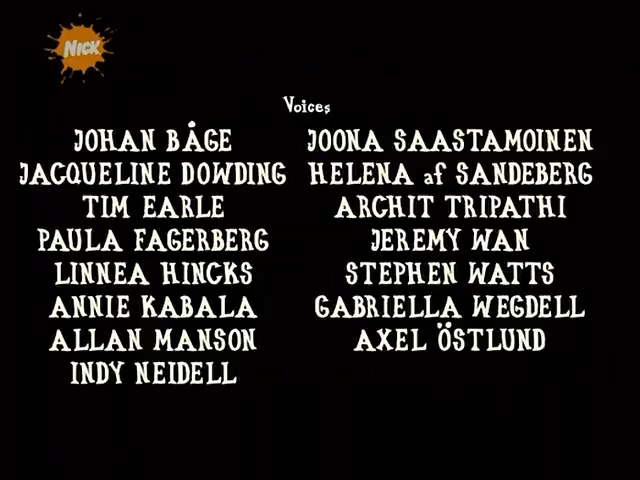 NICK
Voices
JOHAN BÅGE
JACQUELINE DOWDING
TIM EARLE
PAULA FAGERBERG
LINNEA HINCKS
ANNIE KABALA
ALLAN MANSON
INDY NEIDELL
JOONA SAASTAMOINEN
HELENA af SANDEBERG
ARCHIT TRIPATHI
JEREMY WAN
STEPHEN WATTS
GABRIELLA WEGDELL
AXEL ÖSTLUND